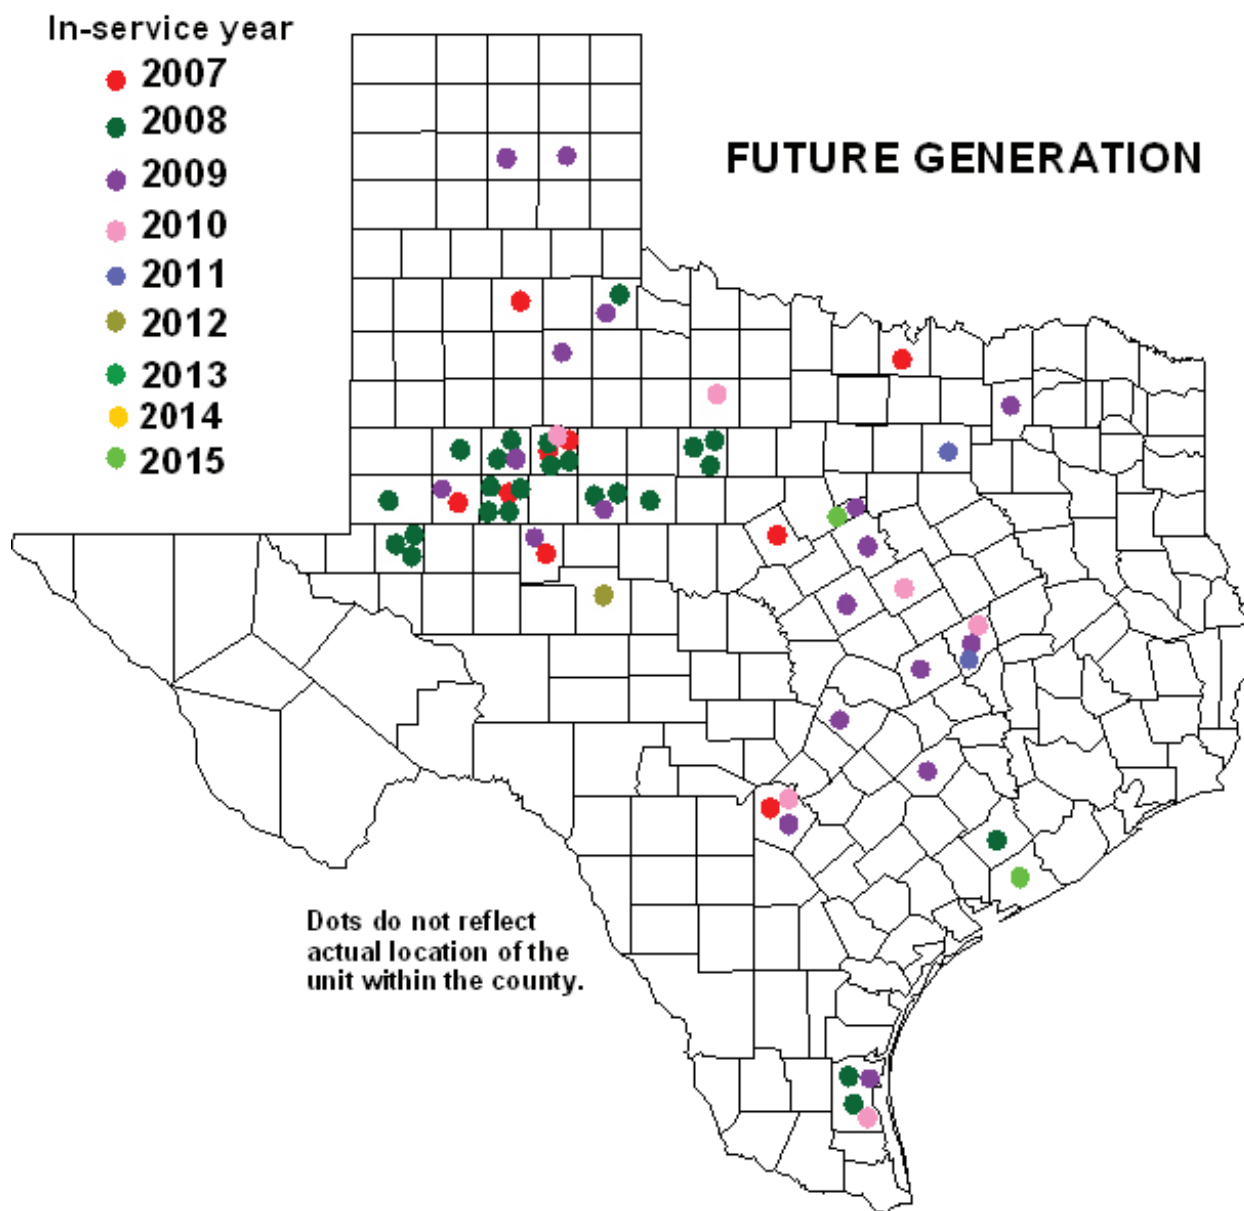 In-service year
2007
2008
2009
2010
2011
2012
2013
2014
2015
FUTURE GENERATION
Dots do not reflect
actual location of the
unit within the county.